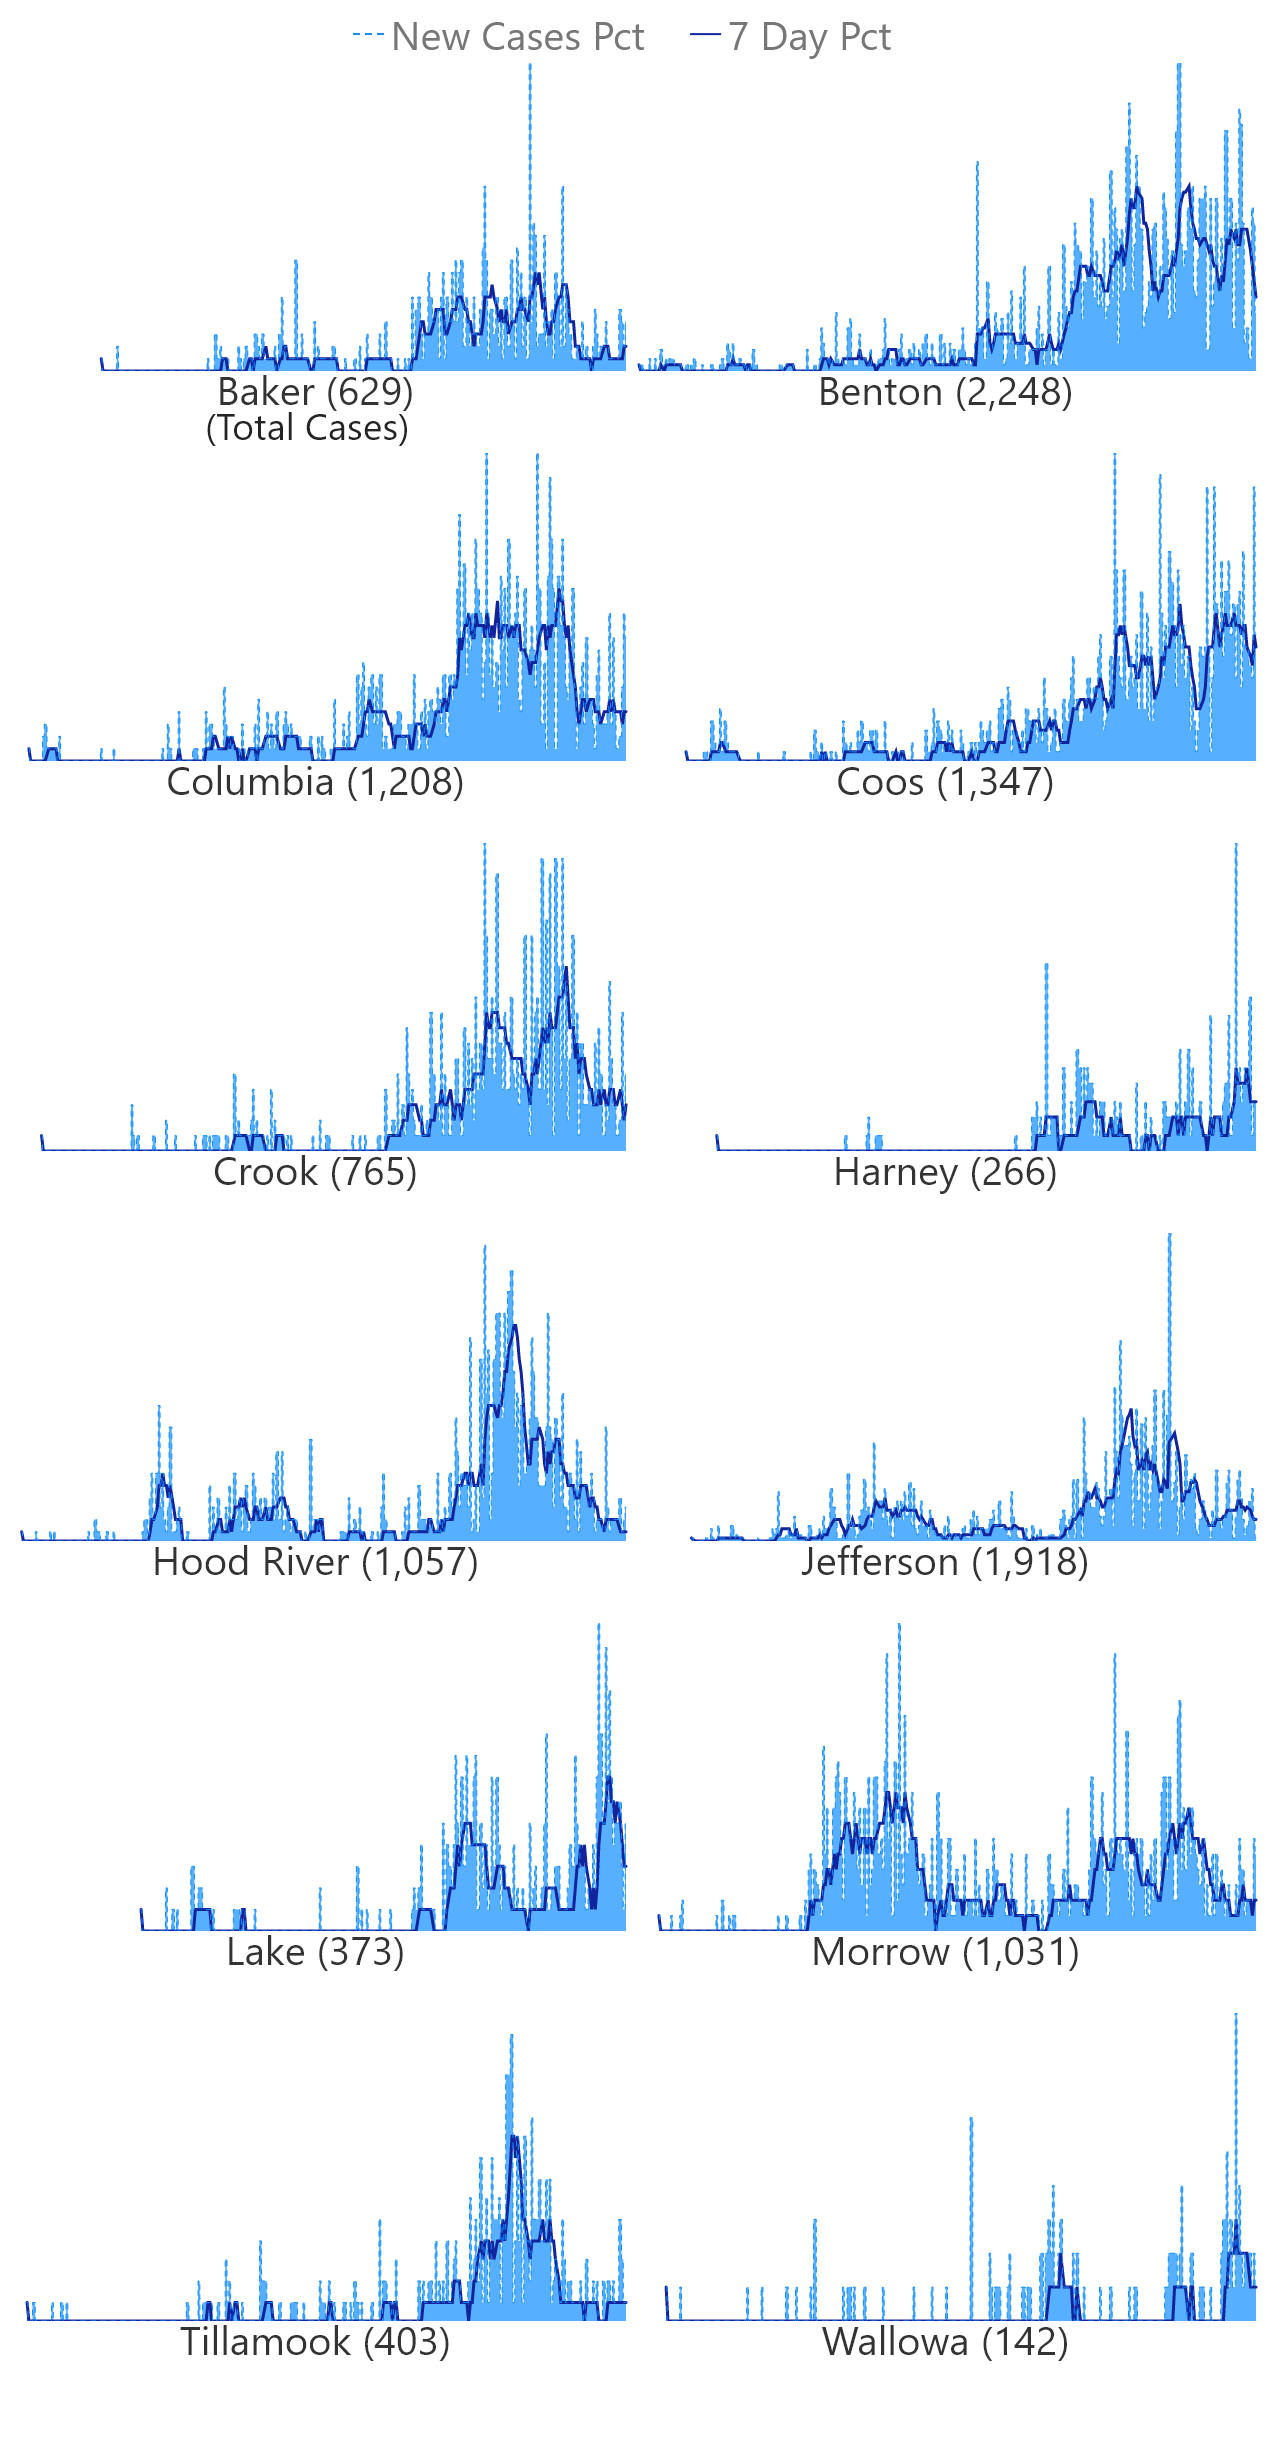 New Cases Pct 7 Day Pct
Baker (629) Benton (2,248)
(Total Cases)
Columbia (1,208) Coos (1,347)
Crook (765) Harney (266)
Hood River (1,057) Jefferson (1,918)
Lake (373) Morrow (1,031)
Tillamook (403) Wallowa (142)